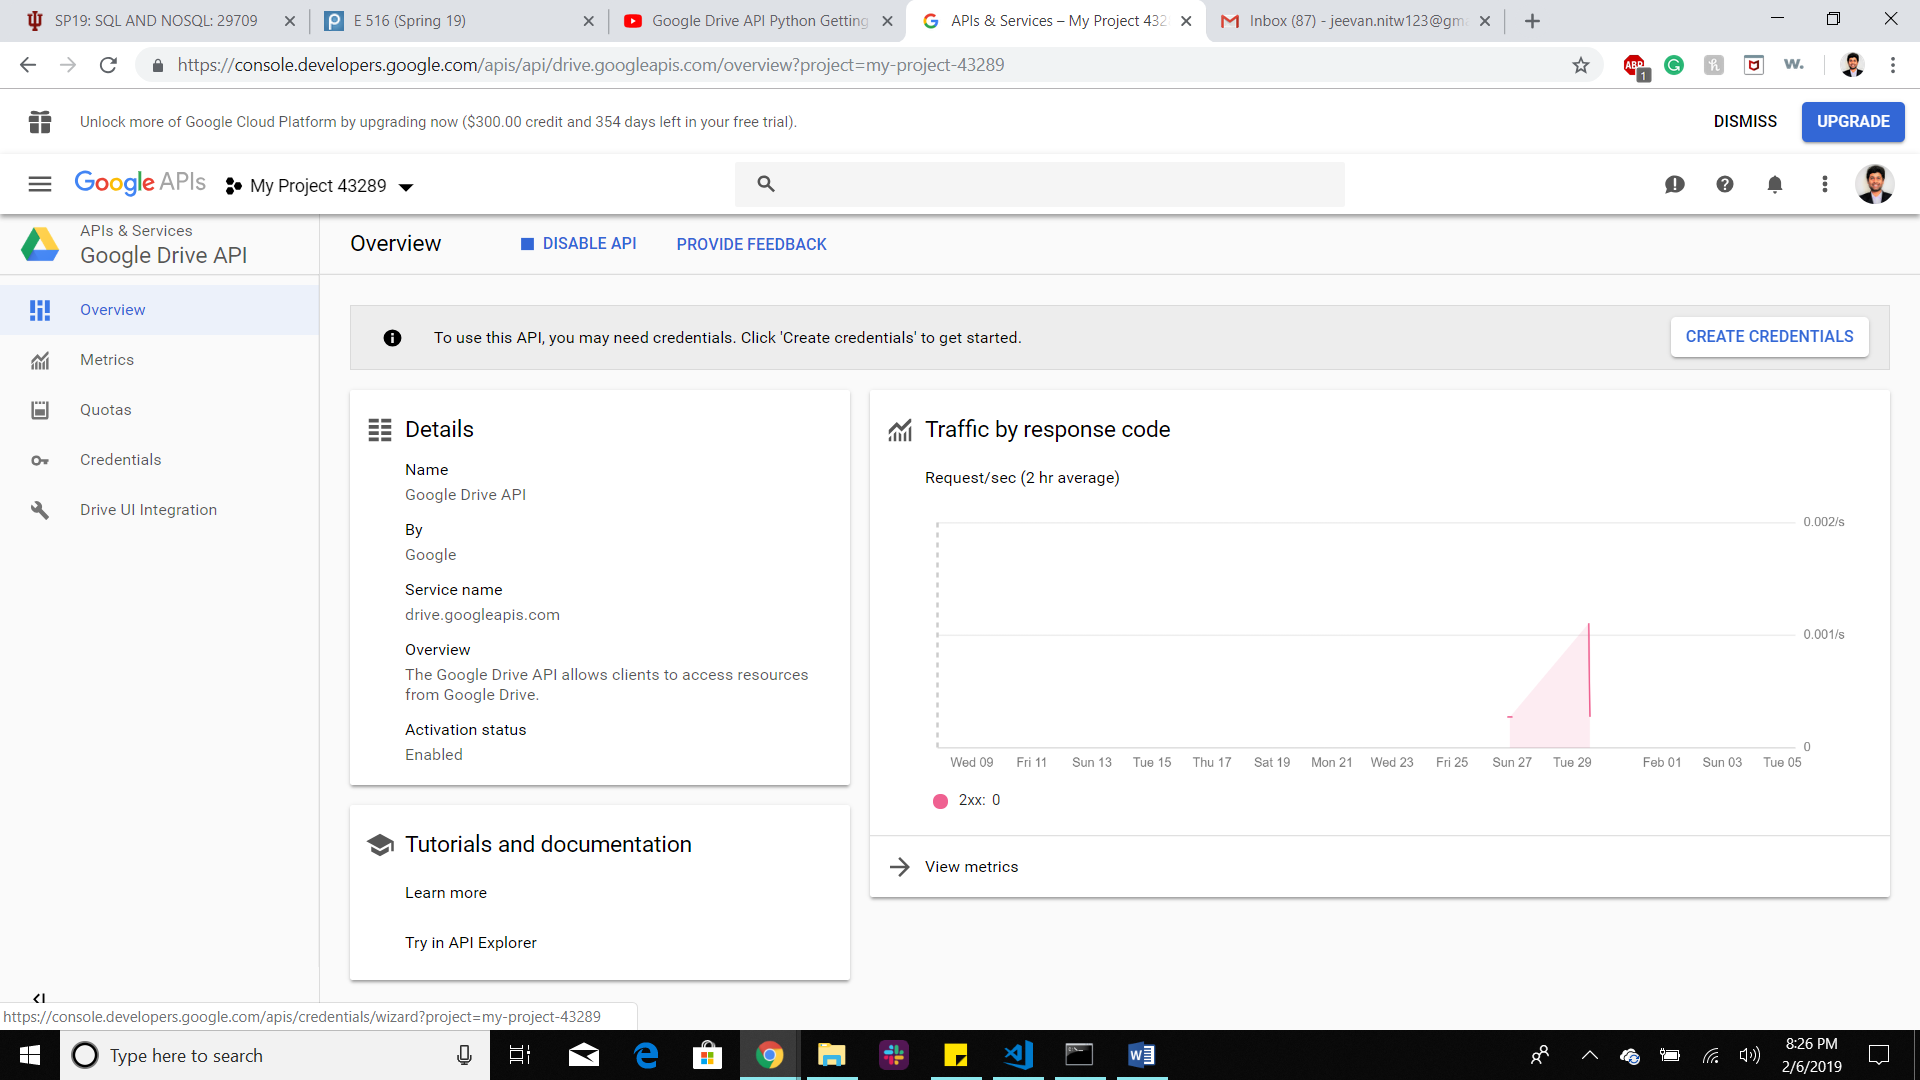 SP19: SQL AND NOSQL: 29709
E 516 (Spring 19)
Google Drive API Python Getting
APIs & Services – My Project 432
Inbox (87) - jeevan.nitw123@gm
https://console.developers.google.com/apis/api/drive.googleapis.com/overview?project=my-project-43289
ABP
1
w.
Unlock more of Google Cloud Platform by upgrading now ($300.00 credit and 354 days left in your free trial).
DISMISS
UPGRADE
Google APIs
My Project 43289
APIs & Services
Google Drive API
Overview
DISABLE API
PROVIDE FEEDBACK
Overview
Metrics
Quotas
Credentials
Drive UI Integration
To use this API, you may need credentials. Click 'Create credentials' to get started.
CREATE CREDENTIALS
Details
Name
Google Drive API
By
Google
Service name
drive.googleapis.com
Overview
The Google Drive API allows clients to access resources
from Google Drive.
Activation status
Enabled
Tutorials and documentation
Learn more
Try in API Explorer
Traffic by response code
Request/sec (2 hr average)
0.002/s
0.001/s
0
Wed 09 Fri 11 Sun 13 Tue 15 Thu 17 Sat 19 Mon 21 Wed 23 Fri 25 Sun 27 Tue 29 Feb 01 Sun 03 Tue 05
2xx: 0
View metrics
https://console.developers.google.com/apis/credentials/wizard?project=my-project-43289
Type here to search
8:26 PM
2/6/2019